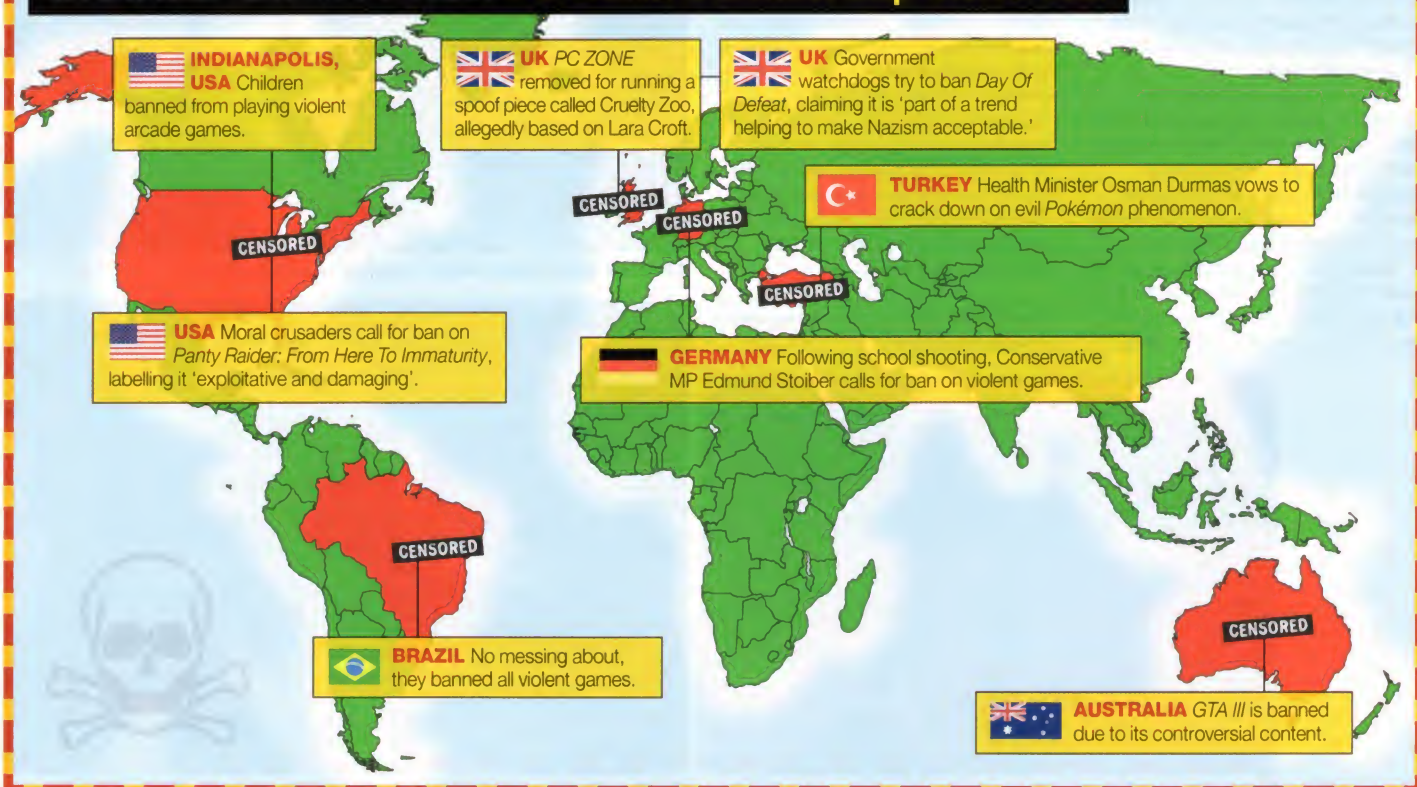 INDIANAPOLIS,
USA Children
banned from playing violent
arcade games.
UK PC ZONE
removed for running a
spoof piece called Cruelty Zoo,
allegedly based on Lara Croft.
UK Government
watchdogs try to ban Day Of
Defeat, claiming it is 'part of a trend
helping to make Nazism acceptable.'
TURKEY Health Minister Osman Durmas vows to
crack down on evil Pokémon phenomenon.
CENSORED
CENSORED
CENSORED
CENSORED
USA Moral crusaders call for ban on
Panty Raider: From Here To Immaturity,
labelling it 'exploitative and damaging'.
GERMANY Following school shooting, Conservative
MP Edmund Stoiber calls for ban on violent games.
CENSORED
BRAZIL No messing about,
they banned all violent games.
CENSORED
AUSTRALIA GTA III is banned
due to its controversial content.